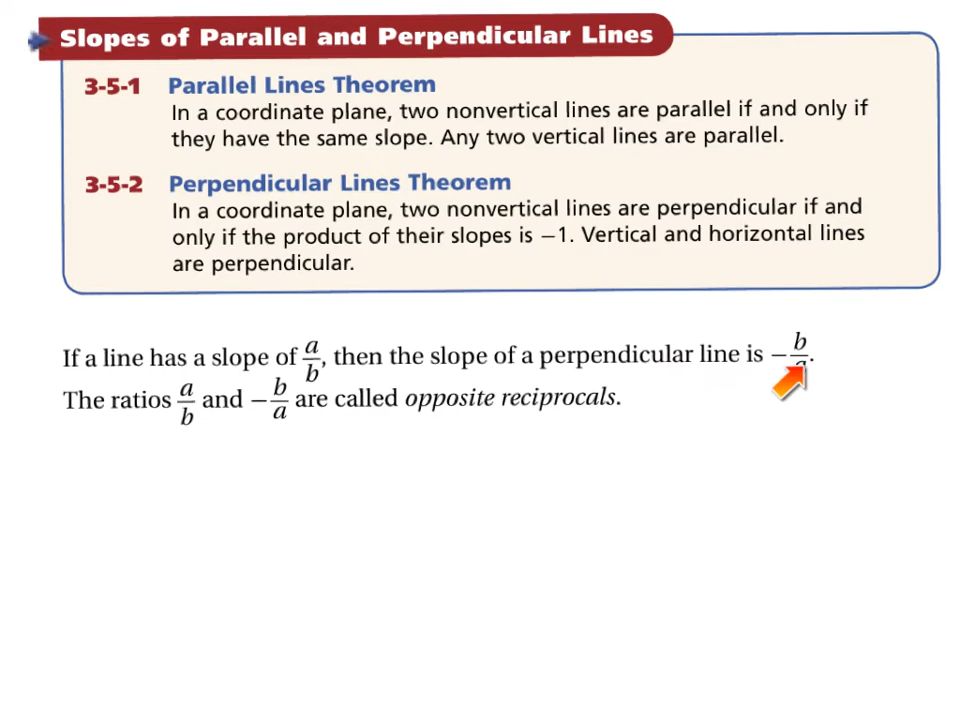 Slopes of Parallel and Perpendicular Lines
3-5-1 Parallel Lines Theorem
In a coordinate plane, two nonvertical lines are parallel if and only if
they have the same slope. Any two vertical lines are parallel.
3-5-2 Perpendicular Lines Theorem
In a coordinate plane, two nonvertical lines are perpendicular if and
only if the product of their slopes is −1. Vertical and horizontal lines
are perpendicular.
If a line has a slope of a/b, then the slope of a perpendicular line is −b/a.
The ratios a/b and −b/a are called opposite reciprocals.